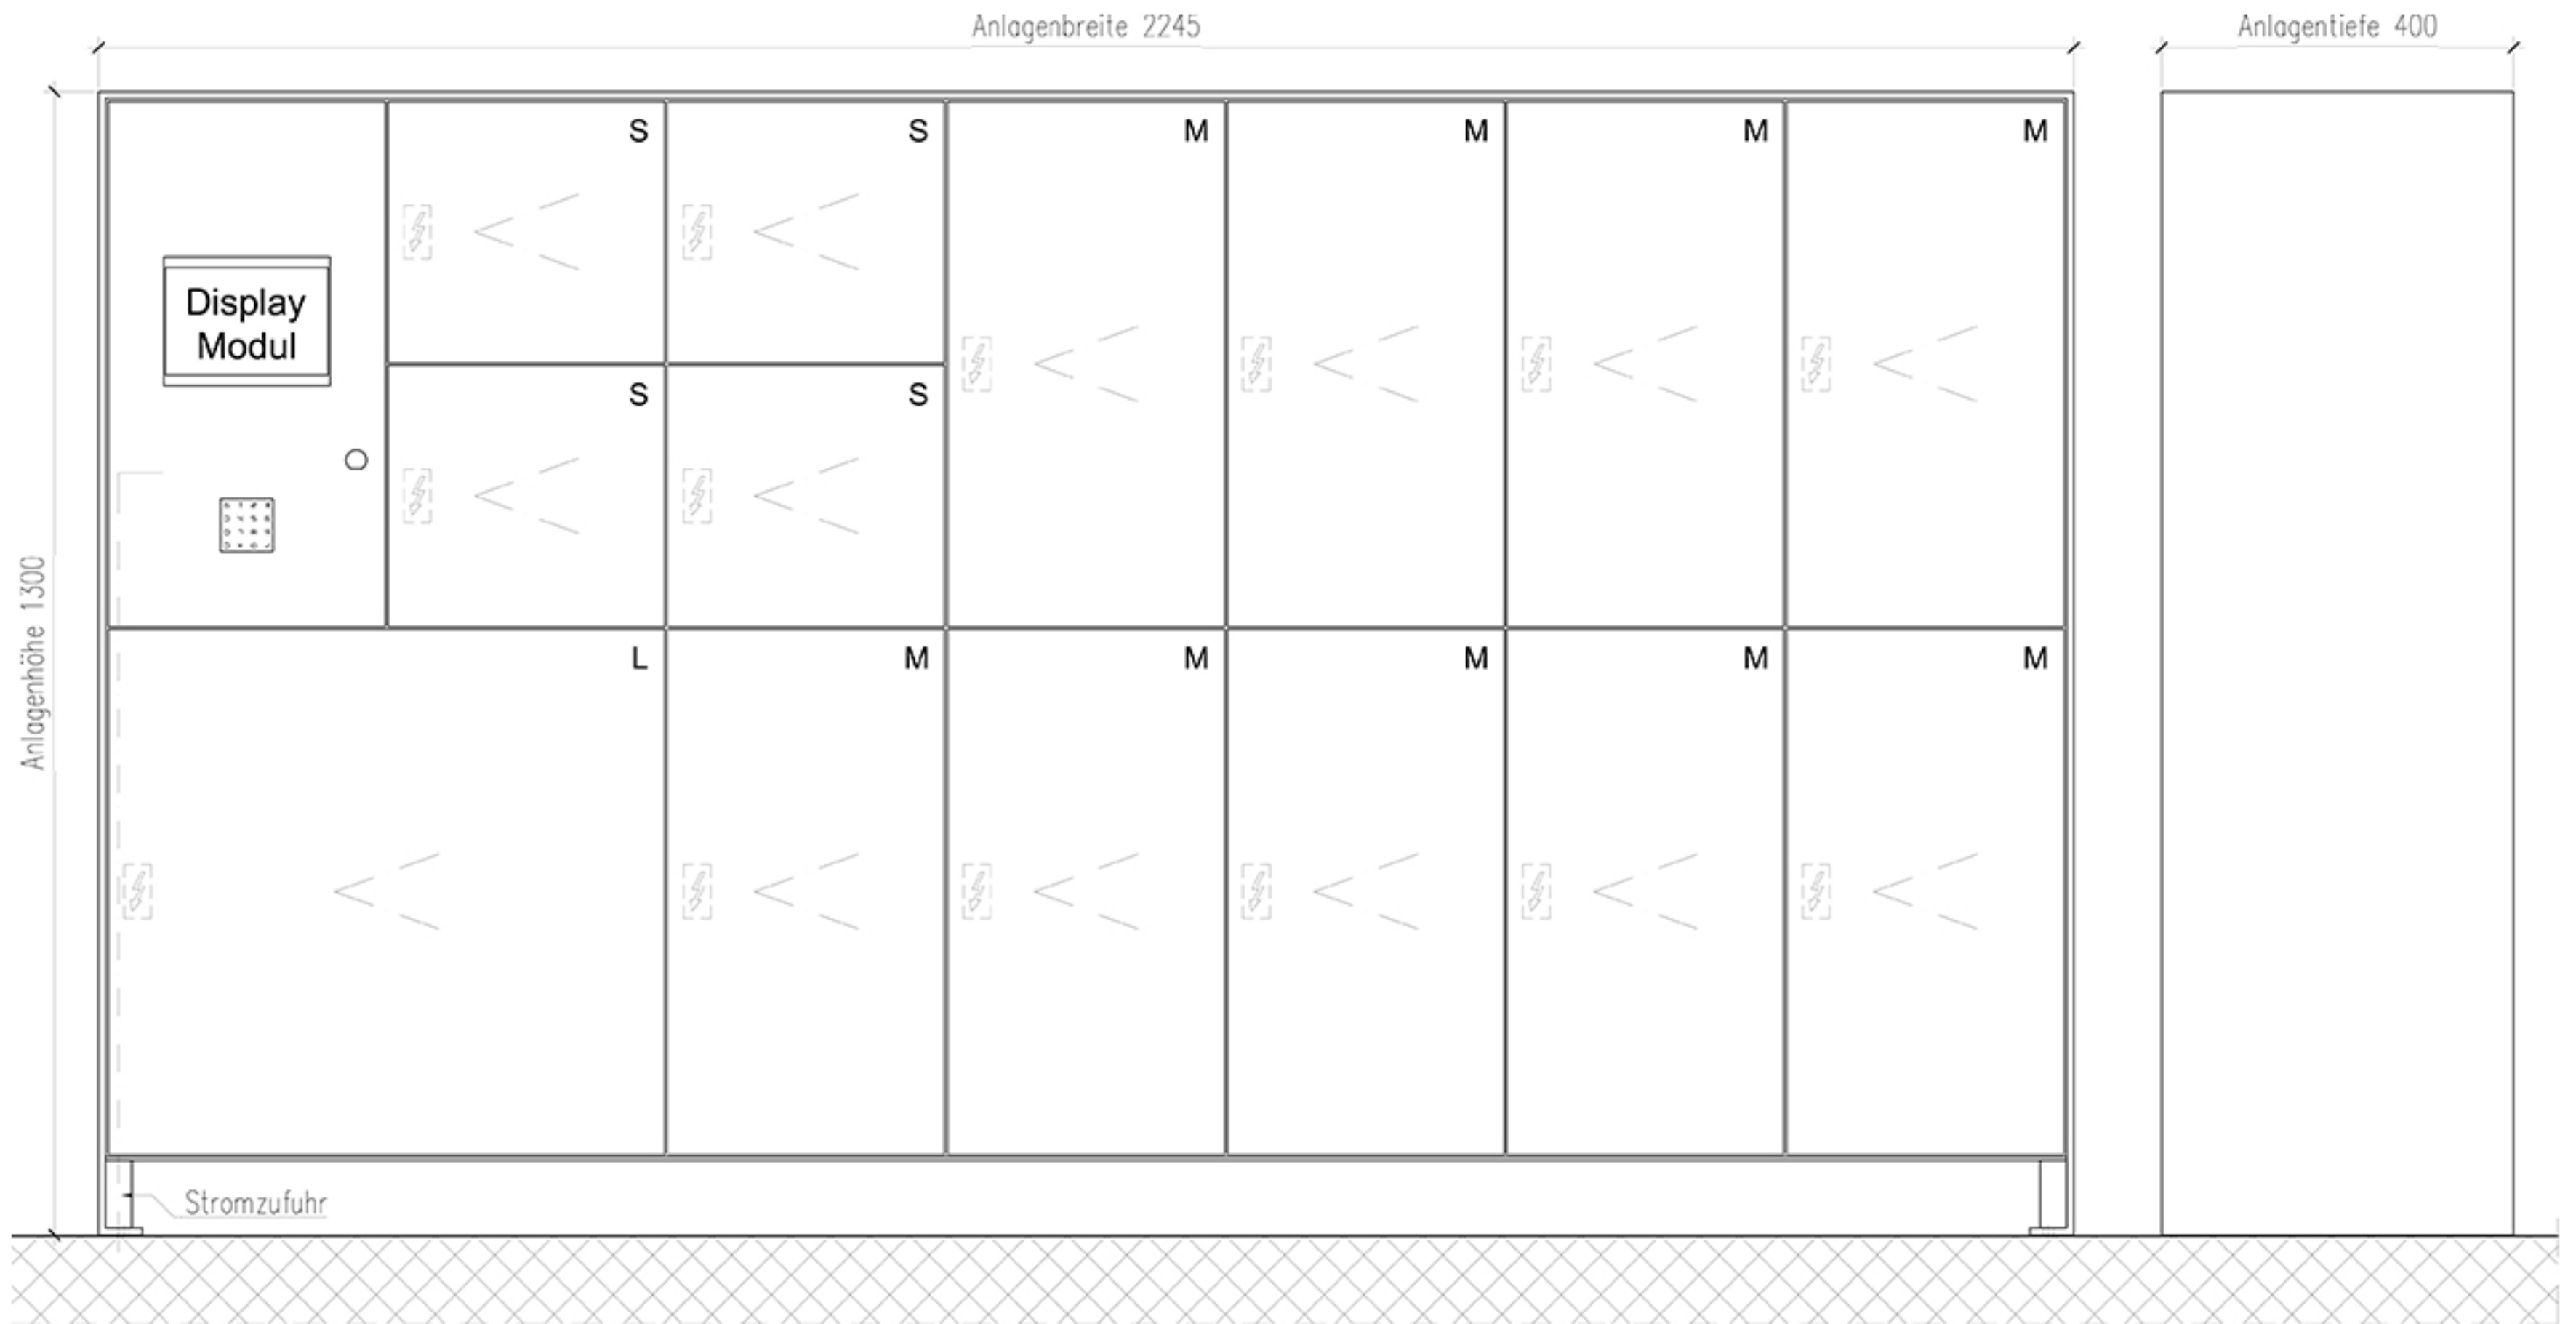 Anlagenbreite 2245
Anlagentiefe 400
S
S
M
M
M
M
Display
Modul
S
S
Anlagenhöhe 1300
L
M
M
M
M
M
Stromzufuhr